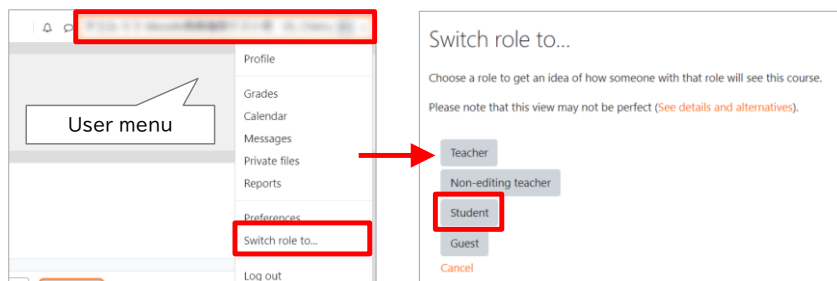 Profile
Grades
Calendar
Messages
Private files
Reports
Preferences
Switch role to...
Log out
User menu
Switch role to...
Choose a role to get an idea of how someone with that role will see this course.
Please note that this view may not be perfect (See details and alternatives).
Teacher
Non-editing teacher
Student
Guest
Cancel